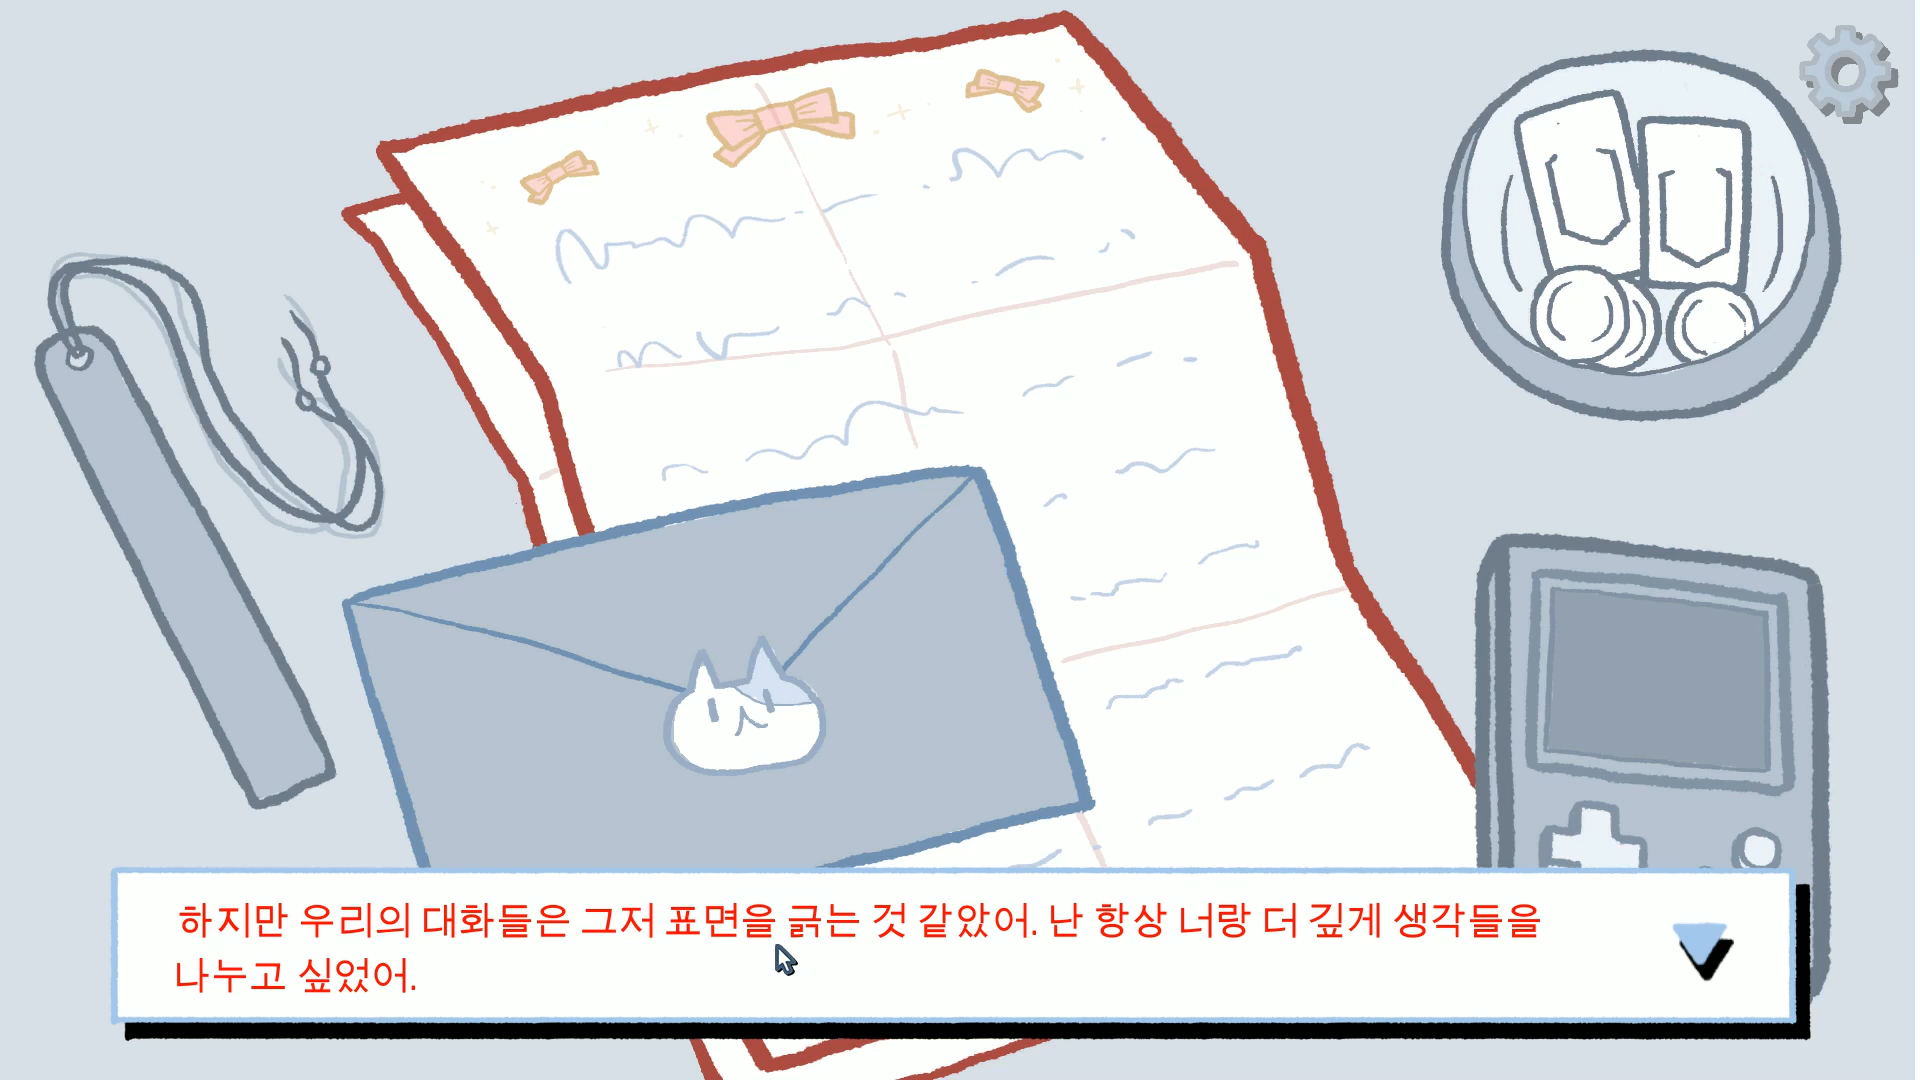 하지만 우리의 대화들은 그저 표면을 긁는 것 같았어. 난 항상 너랑 더 깊게 생각들을
나누고 싶었어.